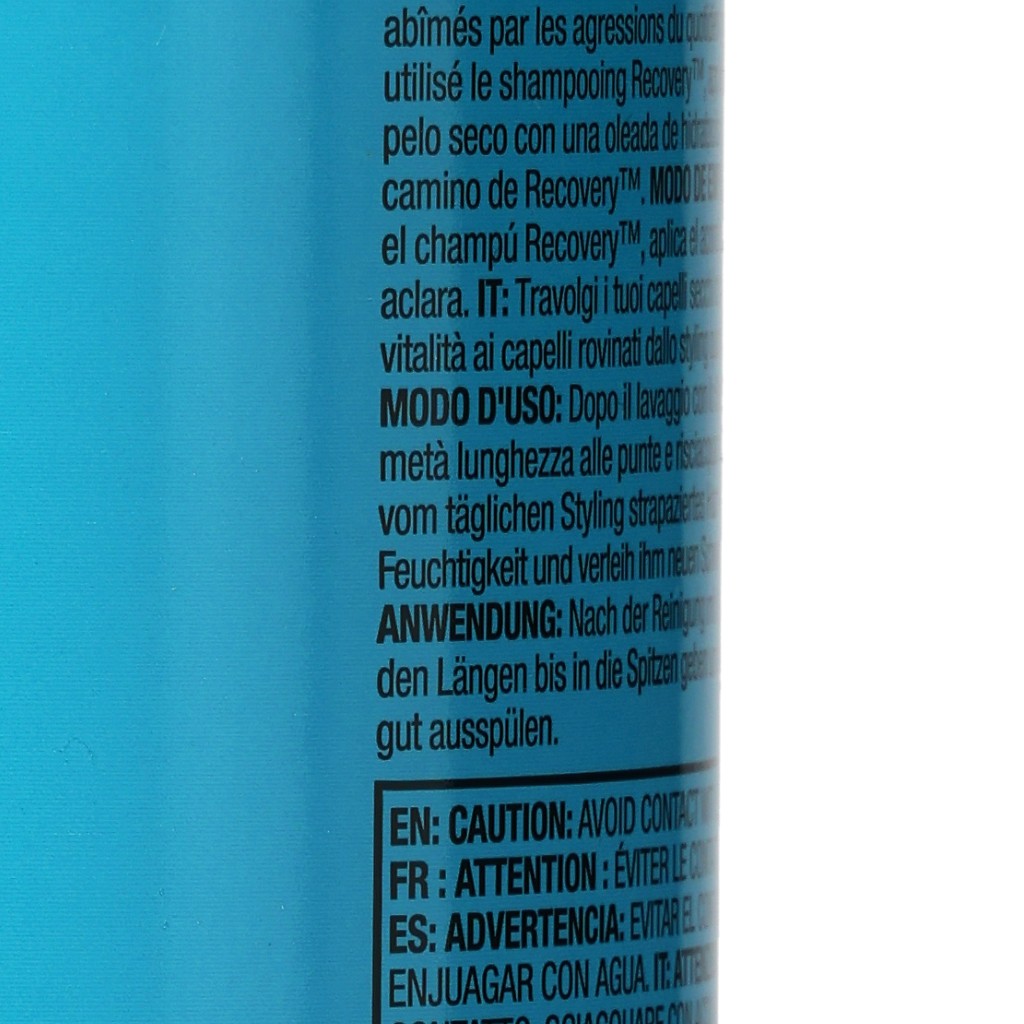 abîmés par les agressions du
utilisé le shampooing Recovery™,
pelo seco con una oleada de
camino de Recovery™. MODO DE
el champú Recovery™, aplica el
aclara. IT: Travolgi i tuoi capelli
vitalità ai capelli rovinati dallo styling
MODO D'USO: Dopo il lavaggio con
metà lunghezza alle punte e
vom täglichen Styling strapaziertes
Feuchtigkeit und verleih ihm neuen
ANWENDUNG: Nach der Reinigung
den Längen bis in die Spitzen geben
gut ausspülen.
EN: CAUTION: AVOID CONTACT
FR : ATTENTION : ÉVITER LE
ES: ADVERTENCIA: EVITAR EL
ENJUAGAR CON AGUA. IT: